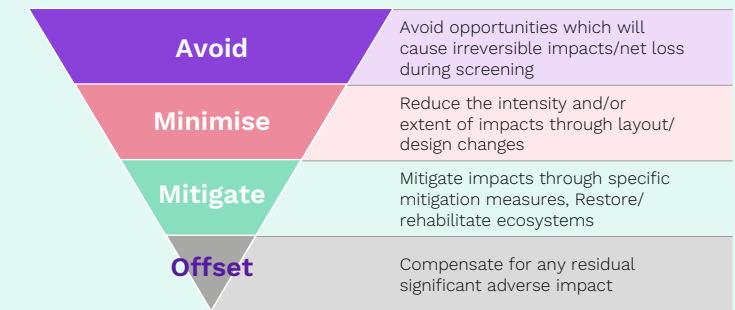 Avoid
Avoid opportunities which will
cause irreversible impacts/net loss
during screening
Minimise
Reduce the intensity and/or
extent of impacts through layout/
design changes
Mitigate
Mitigate impacts through specific
mitigation measures, Restore/
rehabilitate ecosystems
Offset
Compensate for any residual
significant adverse impact